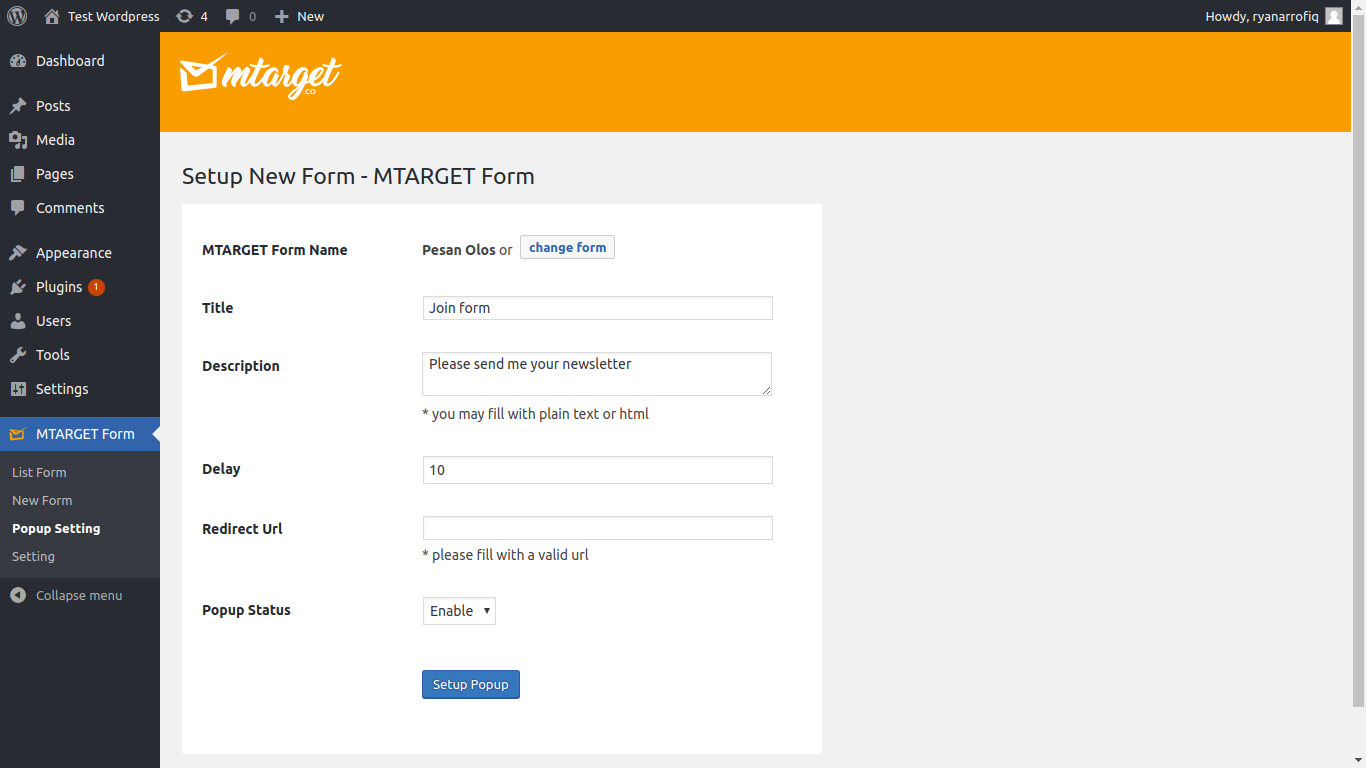 Test Wordpress 4 0 New Howdy, ryanarrofiq
Dashboard
Posts
Media
Pages
Comments
Appearance
Plugins 1
Users
Tools
Settings
MTARGET Form
List Form
New Form
Popup Setting
Setting
Collapse menu
mtarget
.co
Setup New Form - MTARGET Form
MTARGET Form Name Pesan Olos or change form
Title Join form
Description Please send me your newsletter
* you may fill with plain text or html
Delay 10
Redirect Url
* please fill with a valid url
Popup Status Enable
Setup Popup